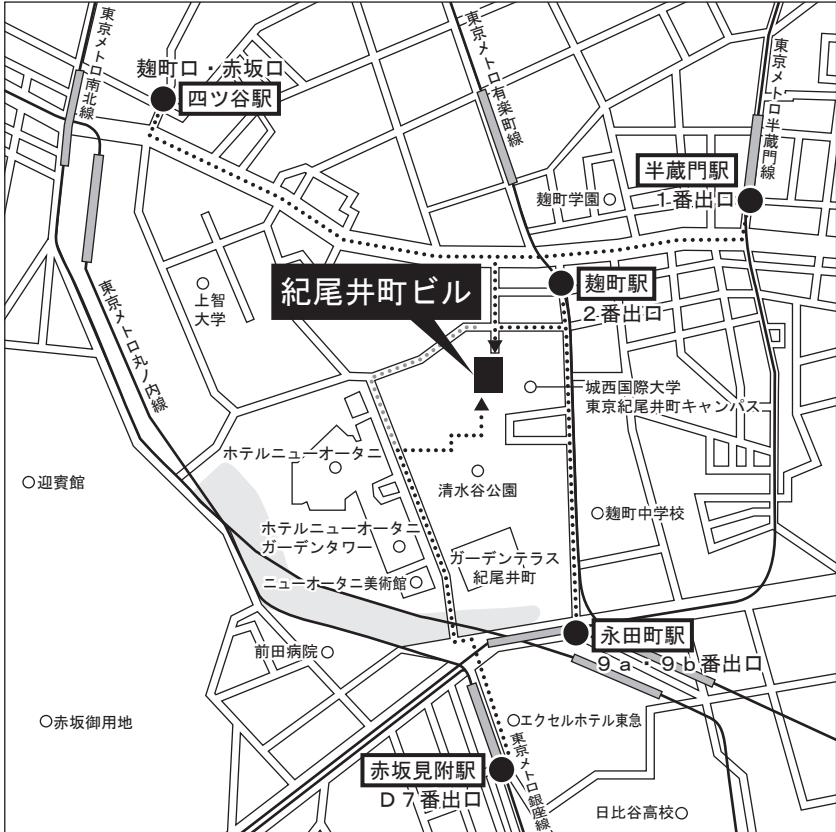 東京メトロ南北線
麹町口・赤坂口
四ツ谷駅
東京メトロ有楽町線
東京メトロ半蔵門線
半蔵門駅
1番出口
麹町学園
上智
大学
紀尾井町ビル
麹町駅
2番出口
東京メトロ丸ノ内線
城西国際大学
東京紀尾井町キャンパス
ホテルニューオータニ
迎賓館
清水谷公園
麹町中学校
ホテルニューオータニ
ガーデンタワー
ガーデンテラス
紀尾井町
ニューオータニ美術館
前田病院
永田町駅
9a・9b番出口
赤坂御用地
エクセルホテル東急
東京メトロ銀座線
赤坂見附駅
D7番出口
日比谷高校